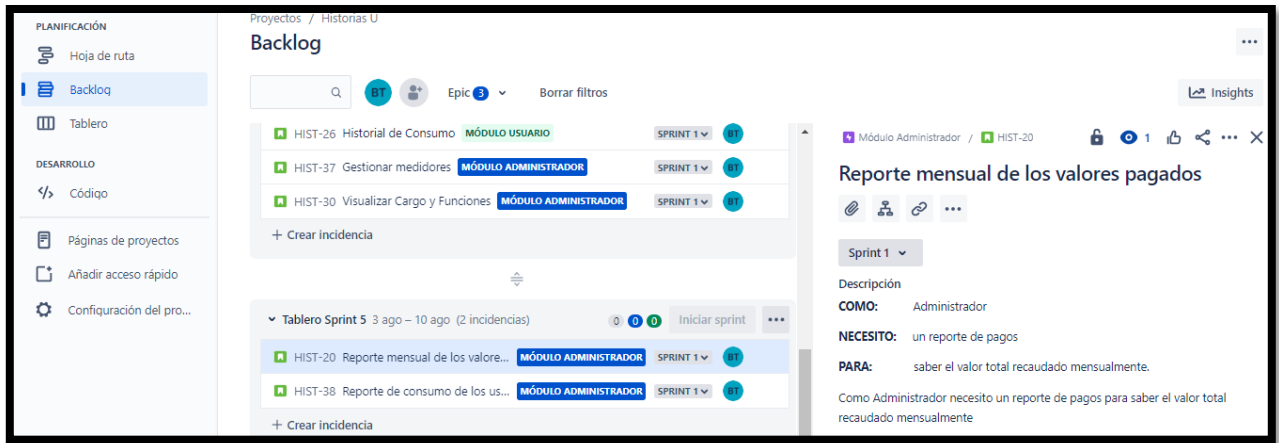 PLANIFICACIÓN
Hoja de ruta
Backlog
Tablero
DESARROLLO
Código
Páginas de proyectos
Añadir acceso rápido
Configuración del pro...
Proyectos / Historias U
Backlog
BT
Epic 3
Borrar filtros
Insights
HIST-26 Historial de Consumo MÓDULO USUARIO SPRINT 1 BT
HIST-37 Gestionar medidores MÓDULO ADMINISTRADOR SPRINT 1 BT
HIST-30 Visualizar Cargo y Funciones MÓDULO ADMINISTRADOR SPRINT 1 BT
+ Crear incidencia
Tablero Sprint 5 3 ago – 10 ago (2 incidencias) 0 0 0 Iniciar sprint
HIST-20 Reporte mensual de los valore... MÓDULO ADMINISTRADOR SPRINT 1 BT
HIST-38 Reporte de consumo de los us... MÓDULO ADMINISTRADOR SPRINT 1 BT
+ Crear incidencia
Módulo Administrador / HIST-20 1
Reporte mensual de los valores pagados
Sprint 1
Descripción
COMO: Administrador
NECESITO: un reporte de pagos
PARA: saber el valor total recaudado mensualmente.
Como Administrador necesito un reporte de pagos para saber el valor total
recaudado mensualmente